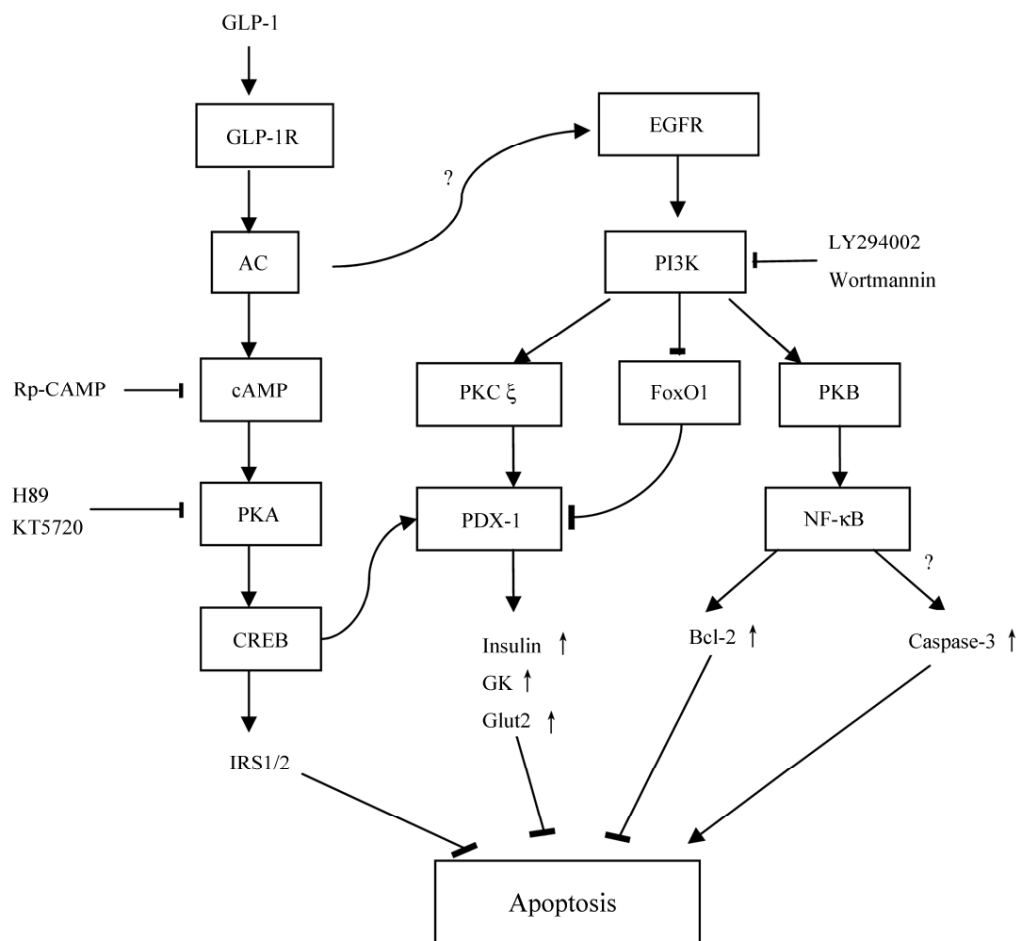 GLP-1
GLP-1R
EGFR
?
AC
PI3K
LY294002
Wortmannin
Rp-CAMP
cAMP
PKC ξ
FoxO1
PKB
H89
KT5720
PKA
PDX-1
NF-κB
?
CREB
Insulin ↑
GK ↑
Glut2 ↑
Bcl-2 ↑
Caspase-3 ↑
IRS1/2
Apoptosis